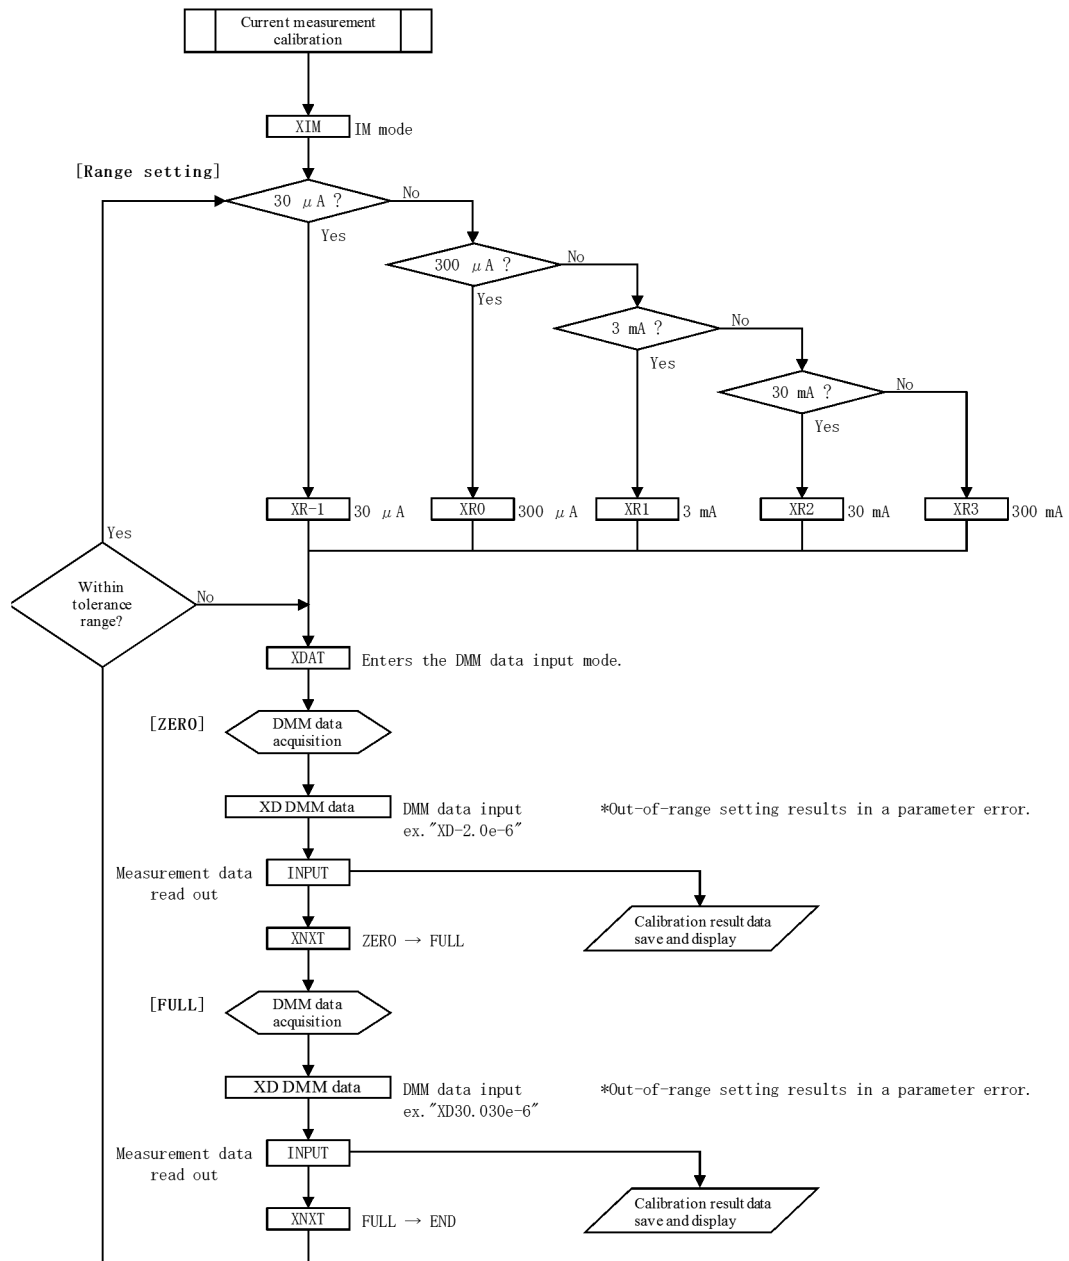 Current measurement
calibration
XIM
IM mode
[Range setting]
30 μA ?
No
Yes
300 μA ?
No
Yes
3 mA ?
No
Yes
30 mA ?
No
Yes
XR-1
30 μA
XR0
300 μA
XR1
3 mA
XR2
30 mA
XR3
300 mA
Yes
Within
tolerance
range?
No
XDAT
Enters the DMM data input mode.
[ZERO]
DMM data
acquisition
XD DMM data
DMM data input
ex."XD-2.0e-6"
*Out-of-range setting results in a parameter error.
Measurement data
read out
INPUT
Calibration result data
save and display
XNXT
ZERO → FULL
[FULL]
DMM data
acquisition
XD DMM data
DMM data input
ex."XD30.030e-6"
*Out-of-range setting results in a parameter error.
Measurement data
read out
INPUT
Calibration result data
save and display
XNXT
FULL → END